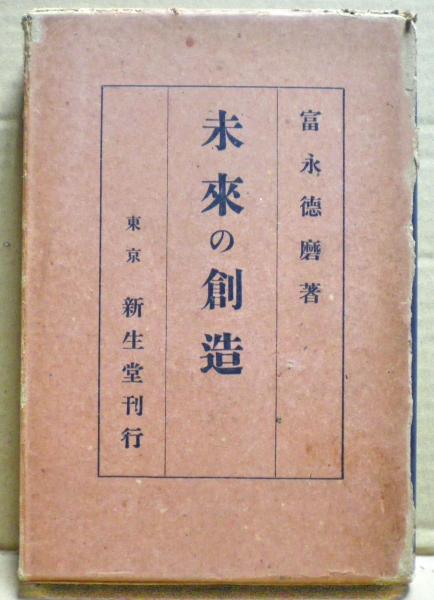 富永德磨著
未來の創造
東京 新生堂刊行